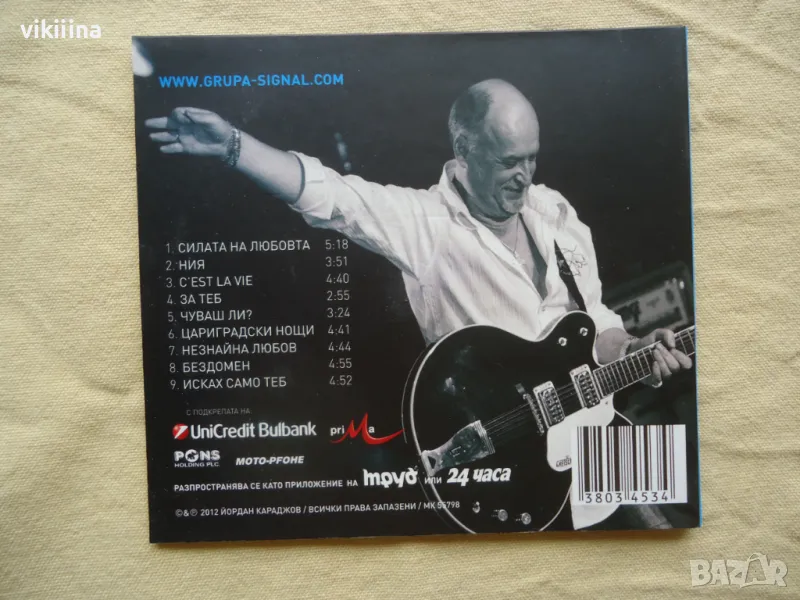 vikiiina
WWW.GRUPA-SIGNAL.COM
1. СИЛАТА НА ЛЮБОВТА 5:18
2. НИЯ 3:51
3. C'EST LA VIE 4:40
4. ЗА ТЕБ 2:55
5. ЧУВАШ ЛИ? 3:24
6. ЦАРИГРАДСКИ НОЩИ 4:41
7. НЕЗНАЙНА ЛЮБОВ 4:44
8. БЕЗДОМЕН 4:55
9. ИСКАХ САМО ТЕБ 4:52
С ПОДКРЕПАТА НА:
UniCredit Bulbank priMa
PONS HOLDING PLC MOTO-PFOHE
РАЗПРОСТРАНЯВА СЕ КАТО ПРИЛОЖЕНИЕ НА труд ИЛИ 24 часа
©&℗ 2012 ЙОРДАН КАРАДЖОВ / ВСИЧКИ ПРАВА ЗАПАЗЕНИ / МК 55798
3803 4534
BAZAR